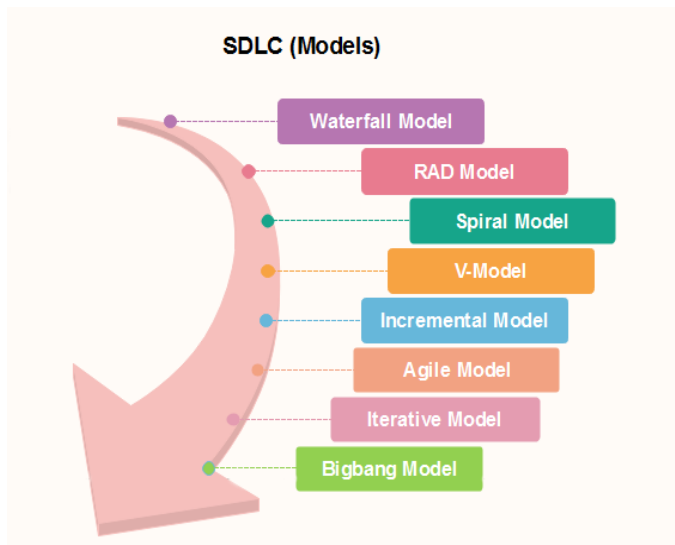 SDLC (Models)
Waterfall Model
RAD Model
Spiral Model
V-Model
Incremental Model
Agile Model
Iterative Model
Bigbang Model